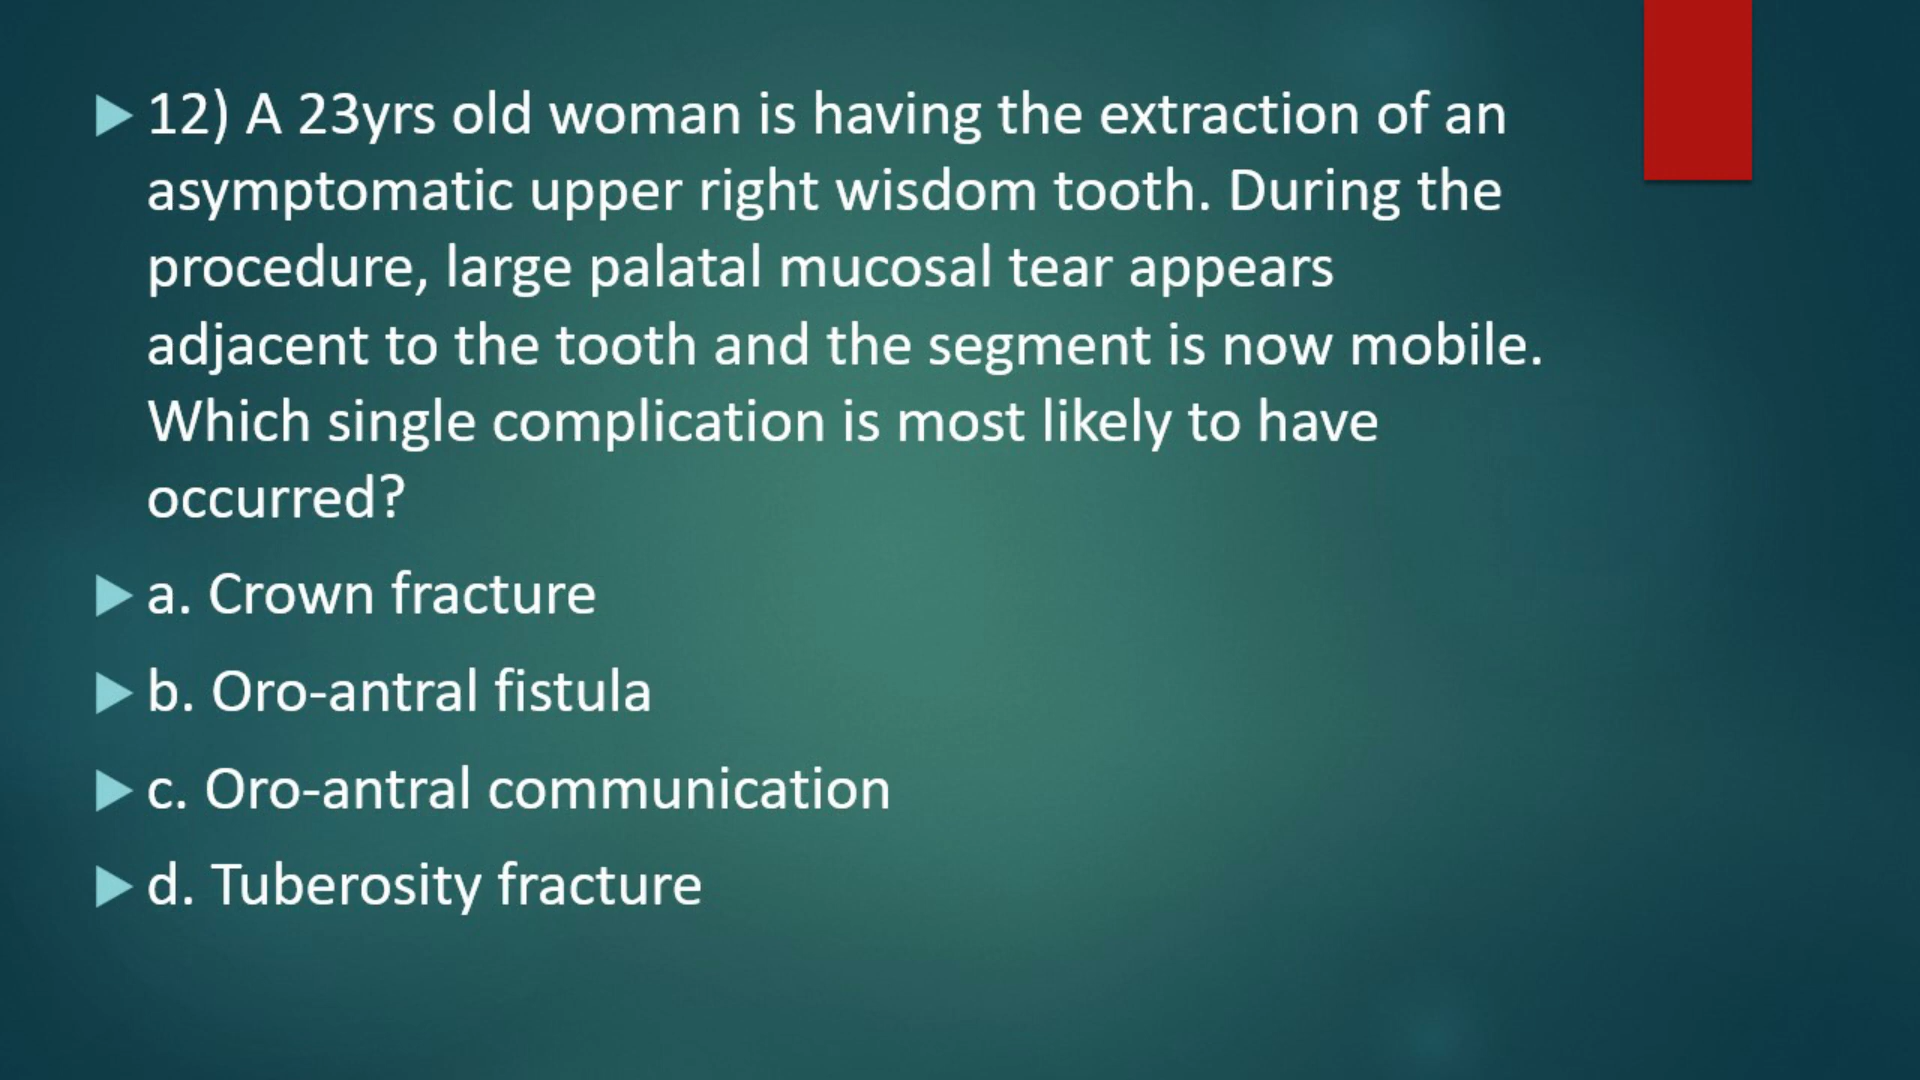 12) A 23yrs old woman is having the extraction of an
asymptomatic upper right wisdom tooth. During the
procedure, large palatal mucosal tear appears
adjacent to the tooth and the segment is now mobile.
Which single complication is most likely to have
occurred?
a. Crown fracture
b. Oro-antral fistula
c. Oro-antral communication
d. Tuberosity fracture